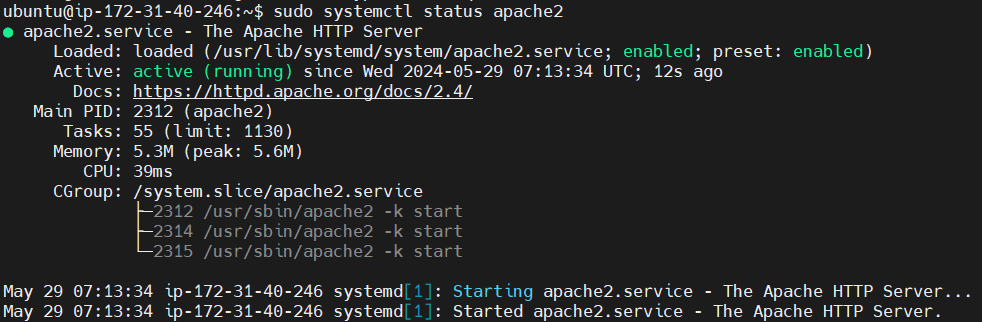 ubuntu@ip-172-31-40-246:~$ sudo systemctl status apache2
● apache2.service - The Apache HTTP Server
     Loaded: loaded (/usr/lib/systemd/system/apache2.service; enabled; preset: enabled)
     Active: active (running) since Wed 2024-05-29 07:13:34 UTC; 12s ago
       Docs: https://httpd.apache.org/docs/2.4/
   Main PID: 2312 (apache2)
      Tasks: 55 (limit: 1130)
     Memory: 5.3M (peak: 5.6M)
        CPU: 39ms
     CGroup: /system.slice/apache2.service
             ├─2312 /usr/sbin/apache2 -k start
             ├─2314 /usr/sbin/apache2 -k start
             └─2315 /usr/sbin/apache2 -k start

May 29 07:13:34 ip-172-31-40-246 systemd[1]: Starting apache2.service - The Apache HTTP Server...
May 29 07:13:34 ip-172-31-40-246 systemd[1]: Started apache2.service - The Apache HTTP Server.